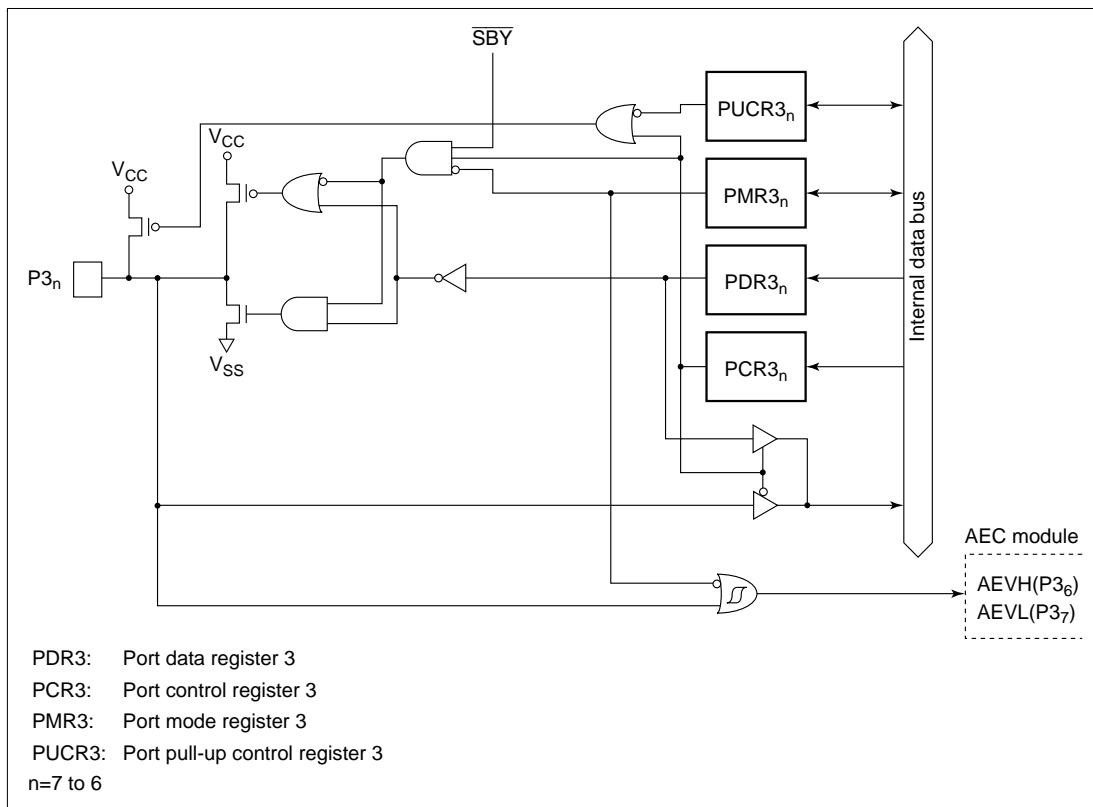 SBY
PUCR3n
VCC
VCC
PMR3n
P3n
PDR3n
Internal data bus
VSS
PCR3n
AEC module
AEVH(P36)
AEVL(P37)
PDR3: Port data register 3
PCR3: Port control register 3
PMR3: Port mode register 3
PUCR3: Port pull-up control register 3
n=7 to 6